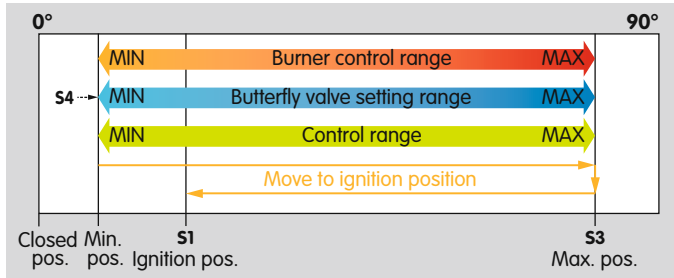 0° 90°
MIN Burner control range MAX
S4 MIN Butterfly valve setting range MAX
MIN Control range MAX
Move to ignition position
Closed pos.
Min. pos.
S1
Ignition pos.
S3
Max. pos.